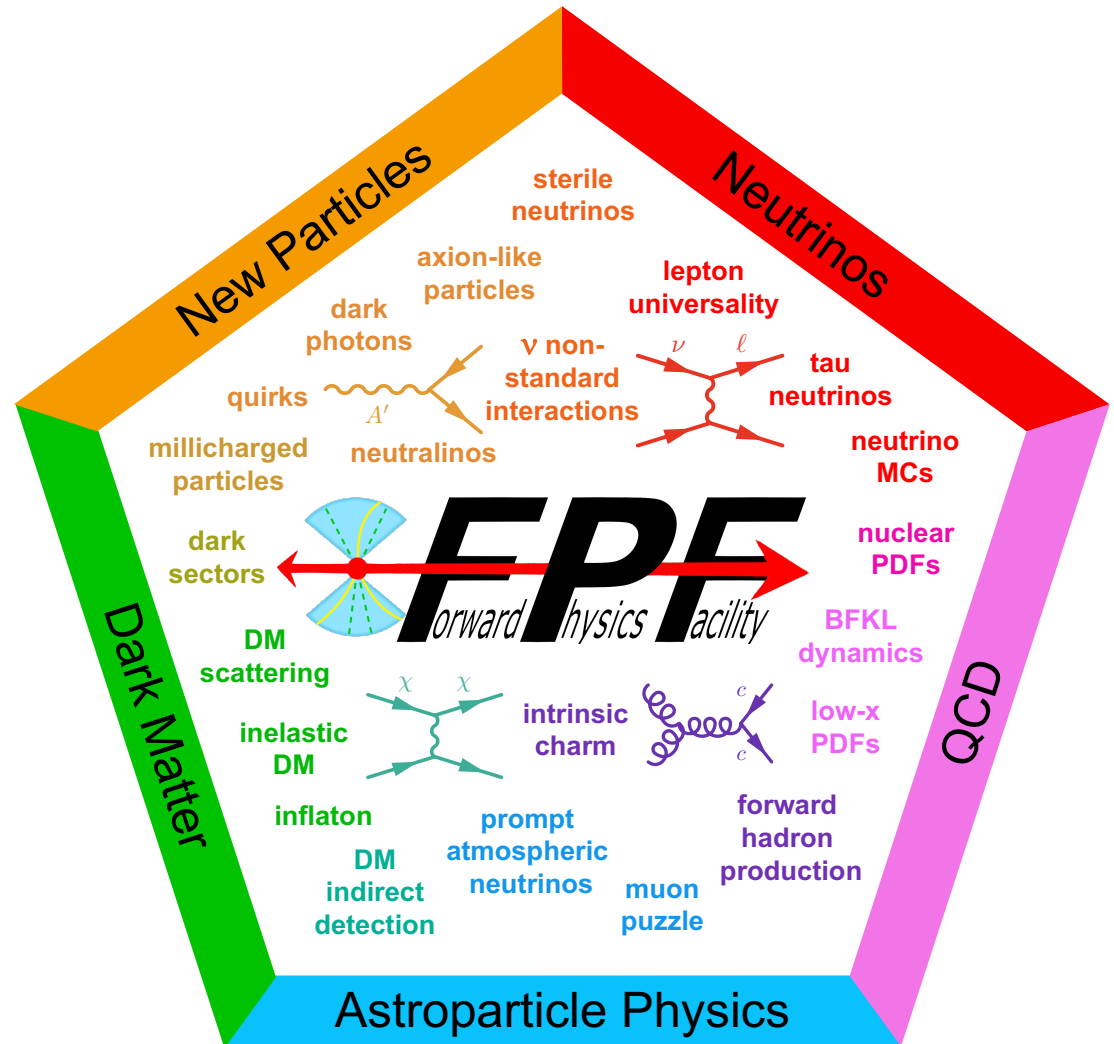 New Particles
Neutrinos
sterile
neutrinos
axion-like
particles
lepton
universality
dark
photons
ν non-
standard
interactions
ν
ℓ
tau
neutrinos
quirks
A′
neutralinos
millicharged
particles
neutrino
MCs
dark
sectors
Forward Physics Facility
nuclear
PDFs
DM
scattering
BFKL
dynamics
Dark Matter
QCD
χ
χ
inelastic
DM
intrinsic
charm
c
c
low-x
PDFs
inflaton
prompt
atmospheric
neutrinos
forward
hadron
production
DM
indirect
detection
muon
puzzle
Astroparticle Physics